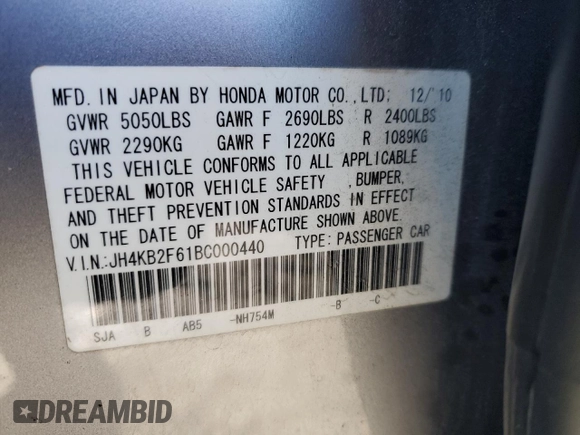 MFD. IN JAPAN BY HONDA MOTOR CO.,LTD; 12/'10
GVWR 5050LBS GAWR F 2690LBS R 2400LBS
GVWR 2290KG GAWR F 1220KG R 1089KG
THIS VEHICLE CONFORMS TO ALL APPLICABLE
FEDERAL MOTOR VEHICLE SAFETY ,BUMPER,
AND THEFT PREVENTION STANDARDS IN EFFECT
ON THE DATE OF MANUFACTURE SHOWN ABOVE.
V.I.N.:JH4KB2F61BC000440 TYPE: PASSENGER CAR
SJA B AB5 -NH754M -B -C
DREAMBID